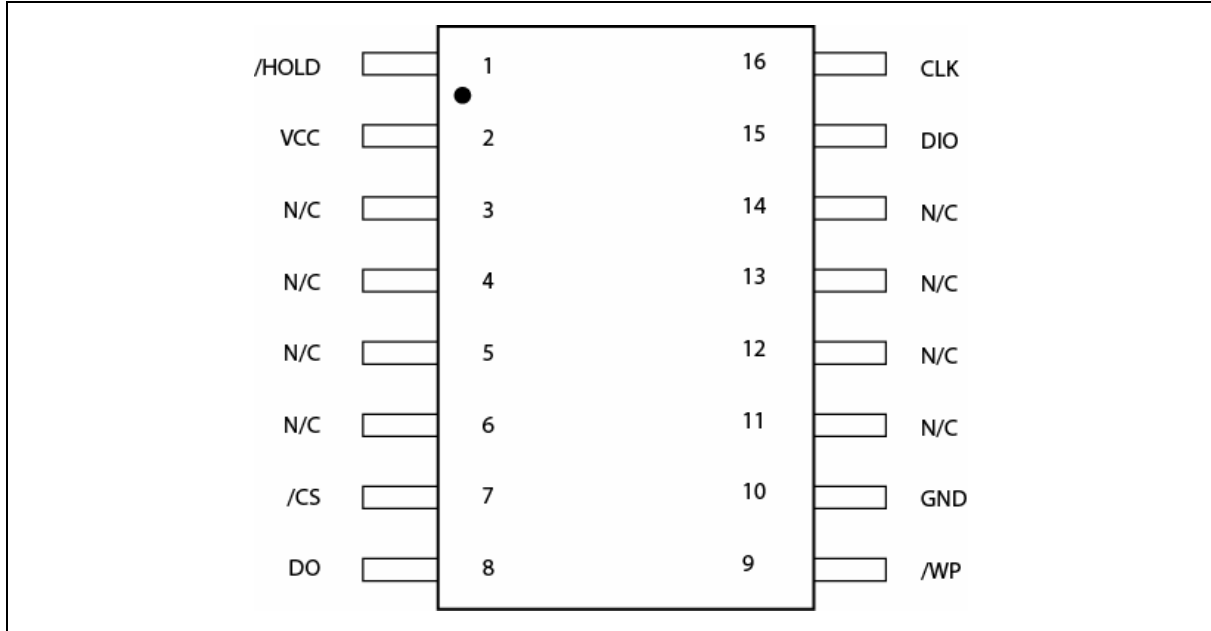 /HOLD 1 16 CLK
VCC 2 15 DIO
N/C 3 14 N/C
N/C 4 13 N/C
N/C 5 12 N/C
N/C 6 11 N/C
/CS 7 10 GND
DO 8 9 /WP